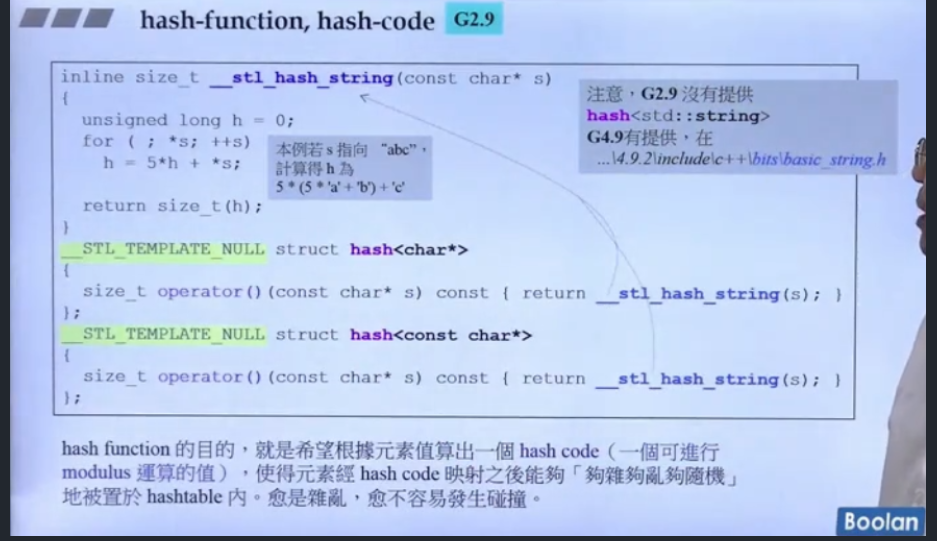 hash-function, hash-code G2.9
inline size_t __stl_hash_string(const char* s)
{
unsigned long h = 0;
for ( ; *s; ++s)
h = 5*h + *s;
return size_t(h);
}
本例若 s 指向 “abc”，
計算得 h 為
5 * (5 * 'a' + 'b') + 'c'
注意，G2.9 沒有提供
hash<std::string>
G4.9有提供，在
...\4.9.2\include\c++\bits\basic_string.h
__STL_TEMPLATE_NULL struct hash<char*>
{
size_t operator()(const char* s) const { return __stl_hash_string(s); }
};
__STL_TEMPLATE_NULL struct hash<const char*>
{
size_t operator()(const char* s) const { return __stl_hash_string(s); }
};
hash function 的目的，就是希望根據元素值算出一個 hash code（一個可進行
modulus 運算的值），使得元素經 hash code 映射之後能夠「夠雜夠亂夠隨機」
地被置於 hashtable 內。愈是雜亂，愈不容易發生碰撞。
Boolan